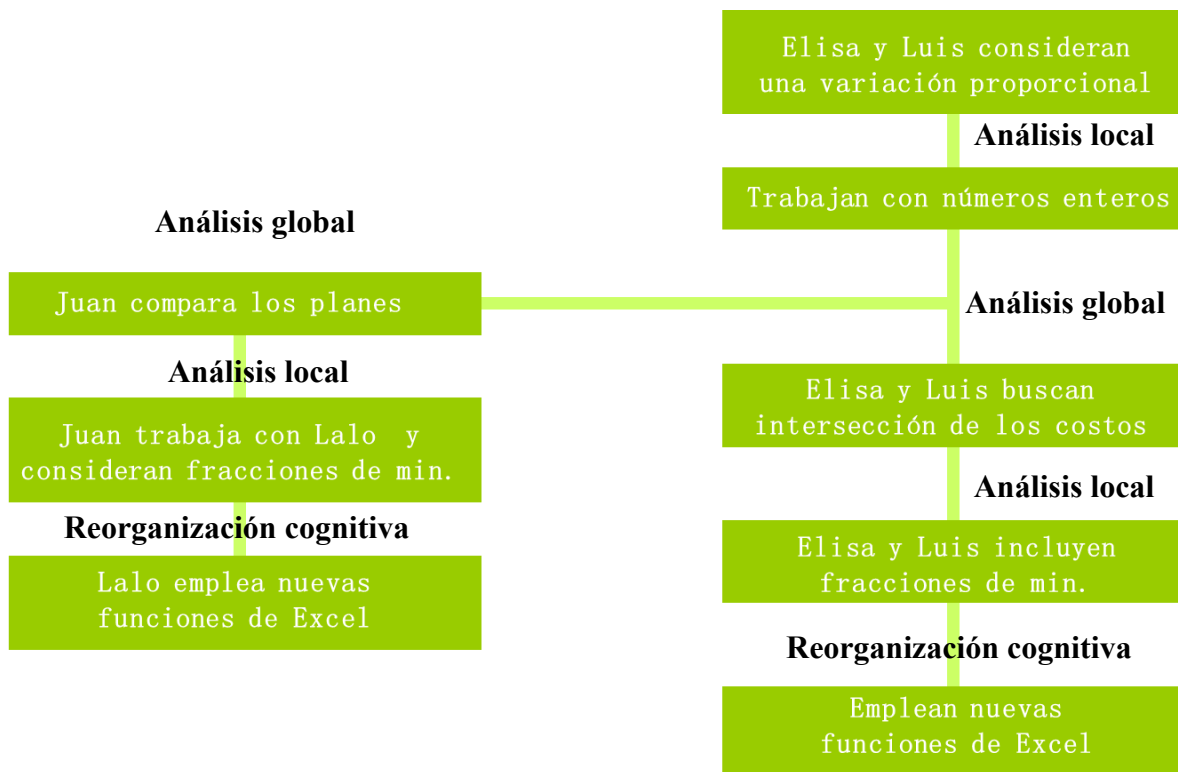 Elisa y Luis consideran
una variación proporcional
Análisis local
Trabajan con números enteros
Análisis global
Juan compara los planes
Análisis global
Análisis local
Elisa y Luis buscan
intersección de los costos
Juan trabaja con Lalo y
consideran fracciones de min.
Análisis local
Reorganización cognitiva
Elisa y Luis incluyen
fracciones de min.
Lalo emplea nuevas
funciones de Excel
Reorganización cognitiva
Emplean nuevas
funciones de Excel